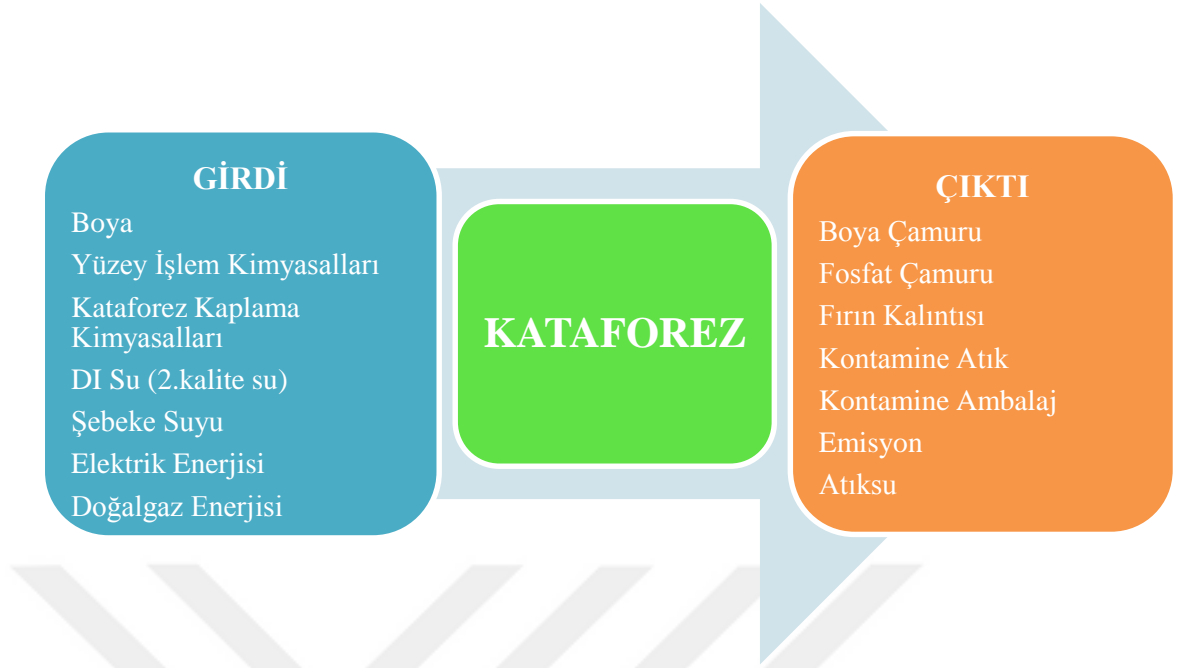 GİRDİ
Boya
Yüzey İşlem Kimyasalları
Kataforez Kaplama
Kimyasalları
DI Su (2.kalite su)
Şebeke Suyu
Elektrik Enerjisi
Doğalgaz Enerjisi
KATAFOREZ
ÇIKTI
Boya Çamuru
Fosfat Çamuru
Fırın Kalıntısı
Kontamine Atık
Kontamine Ambalaj
Emisyon
Atıksu